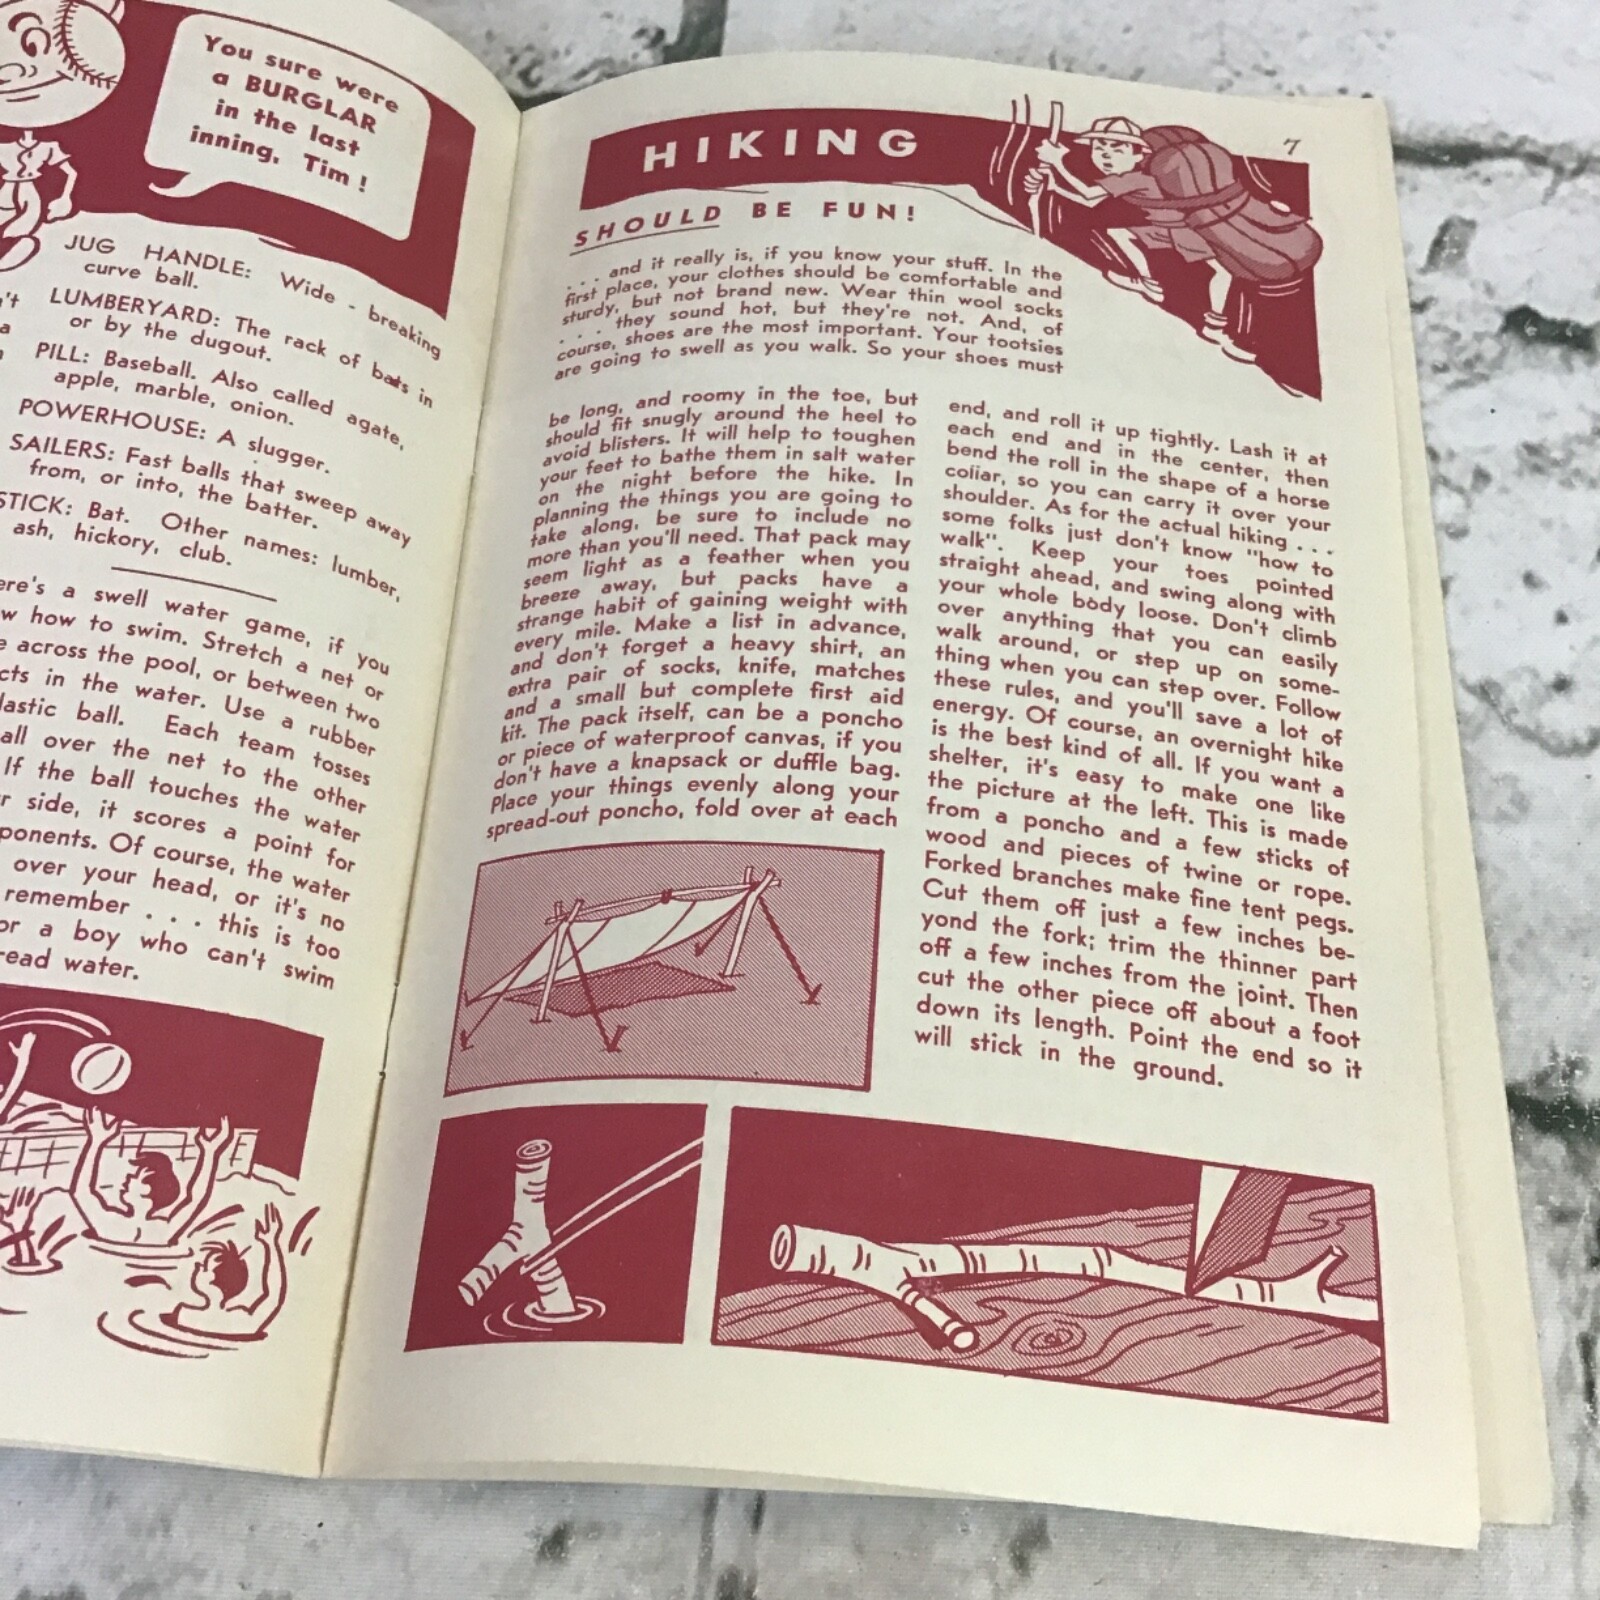 You sure were
a BURGLAR
in the last
inning, Tim!
JUG HANDLE: Wide - breaking
curve ball.
LUMBERYARD: The rack of bats in
or by the dugout.
PILL: Baseball. Also called agate,
apple, marble, onion.
POWERHOUSE: A slugger.
SAILERS: Fast balls that sweep away
from, or into, the batter.
STICK: Bat. Other names: lumber,
ash, hickory, club.
ere's a swell water game, if you
w how to swim. Stretch a net or
e across the pool, or between two
cts in the water. Use a rubber
lastic ball. Each team tosses
all over the net to the other
If the ball touches the water
r side, it scores a point for
ponents. Of course, the water
over your head, or it's no
remember . . . this is too
or a boy who can't swim
read water.
7
HIKING
SHOULD BE FUN!
. . . and it really is, if you know your stuff. In the
first place, your clothes should be comfortable and
sturdy, but not brand new. Wear thin wool socks
. . . they sound hot, but they're not. And, of
course, shoes are the most important. Your tootsies
are going to swell as you walk. So your shoes must
be long, and roomy in the toe, but
should fit snugly around the heel to
avoid blisters. It will help to toughen
your feet to bathe them in salt water
on the night before the hike. In
planning the things you are going to
take along, be sure to include no
more than you'll need. That pack may
seem light as a feather when you
breeze away, but packs have a
strange habit of gaining weight with
every mile. Make a list in advance,
and don't forget a heavy shirt, an
extra pair of socks, knife, matches
and a small but complete first aid
kit. The pack itself, can be a poncho
or piece of waterproof canvas, if you
don't have a knapsack or duffle bag.
Place your things evenly along your
spread-out poncho, fold over at each
end, and roll it up tightly. Lash it at
each end and in the center, then
bend the roll in the shape of a horse
collar, so you can carry it over your
shoulder. As for the actual hiking . . .
some folks just don't know "how to
walk". Keep your toes pointed
straight ahead, and swing along with
your whole body loose. Don't climb
over anything that you can easily
walk around, or step up on some-
thing when you can step over. Follow
these rules, and you'll save a lot of
energy. Of course, an overnight hike
is the best kind of all. If you want a
shelter, it's easy to make one like
the picture at the left. This is made
from a poncho and a few sticks of
wood and pieces of twine or rope.
Forked branches make fine tent pegs.
Cut them off just a few inches be-
yond the fork; trim the thinner part
off a few inches from the joint. Then
cut the other piece off about a foot
down its length. Point the end so it
will stick in the ground.